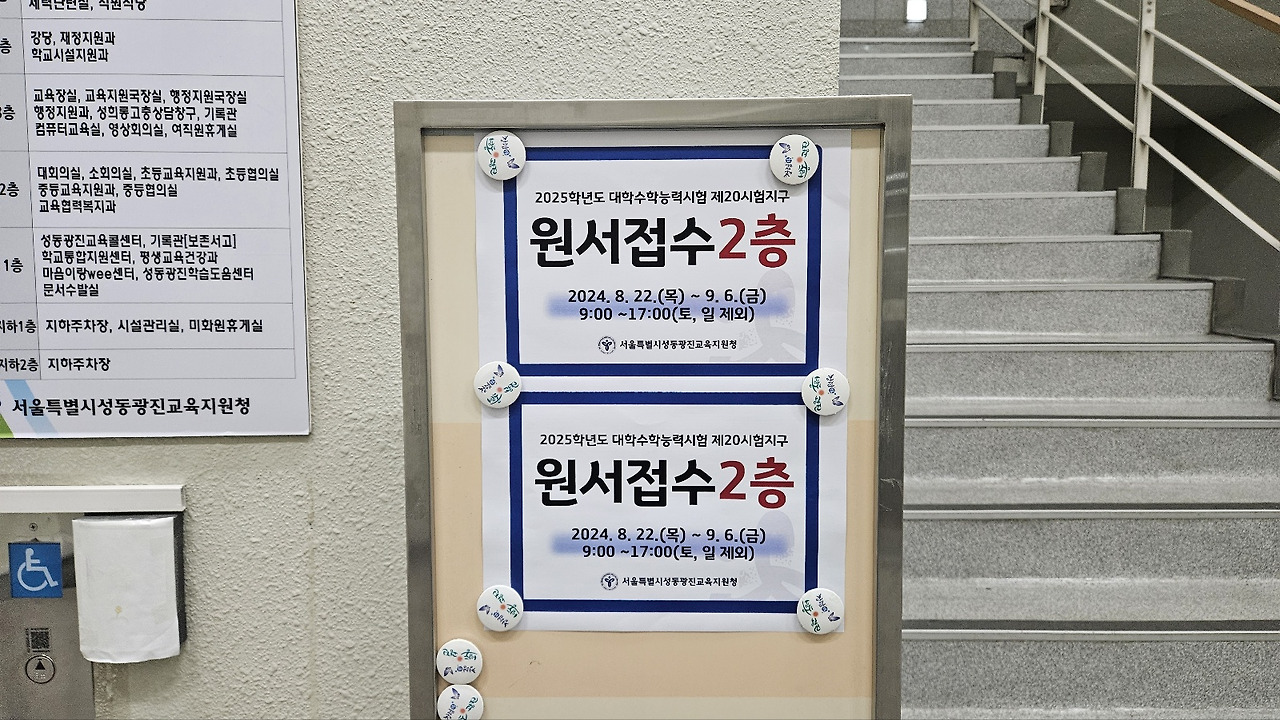 체력단련실, 직원식당
층
강당, 재정지원과
학교시설지원과
3층
교육장실, 교육지원국장실, 행정지원국장실
행정지원과, 성희롱고충상담창구, 기록관
컴퓨터교육실, 영상회의실, 여직원휴게실
2층
대회의실, 소회의실, 초등교육지원과, 초등협의실
중등교육지원과, 중등협의실
교육협력복지과
1층
성동광진교육콜센터, 기록관[보존서고]
학교통합지원센터, 평생교육건강과
마음이랑wee센터, 성동광진학습도움센터
문서수발실
지하1층
지하주차장, 시설관리실, 미화원휴게실
지하2층
지하주차장
서울특별시성동광진교육지원청
2025학년도 대학수학능력시험 제20시험지구
원서접수2층
2024. 8. 22.(목) ~ 9. 6.(금)
9:00 ~17:00(토, 일 제외)
서울특별시성동광진교육지원청
2025학년도 대학수학능력시험 제20시험지구
원서접수2층
2024. 8. 22.(목) ~ 9. 6.(금)
9:00 ~17:00(토, 일 제외)
서울특별시성동광진교육지원청